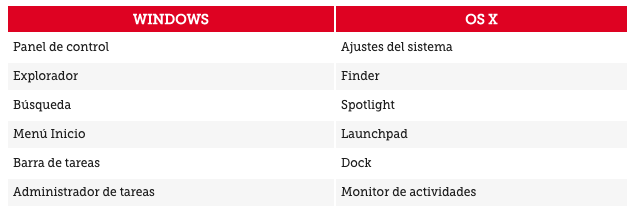 WINDOWS OS X
Panel de control Ajustes del sistema
Explorador Finder
Búsqueda Spotlight
Menú Inicio Launchpad
Barra de tareas Dock
Administrador de tareas Monitor de actividades